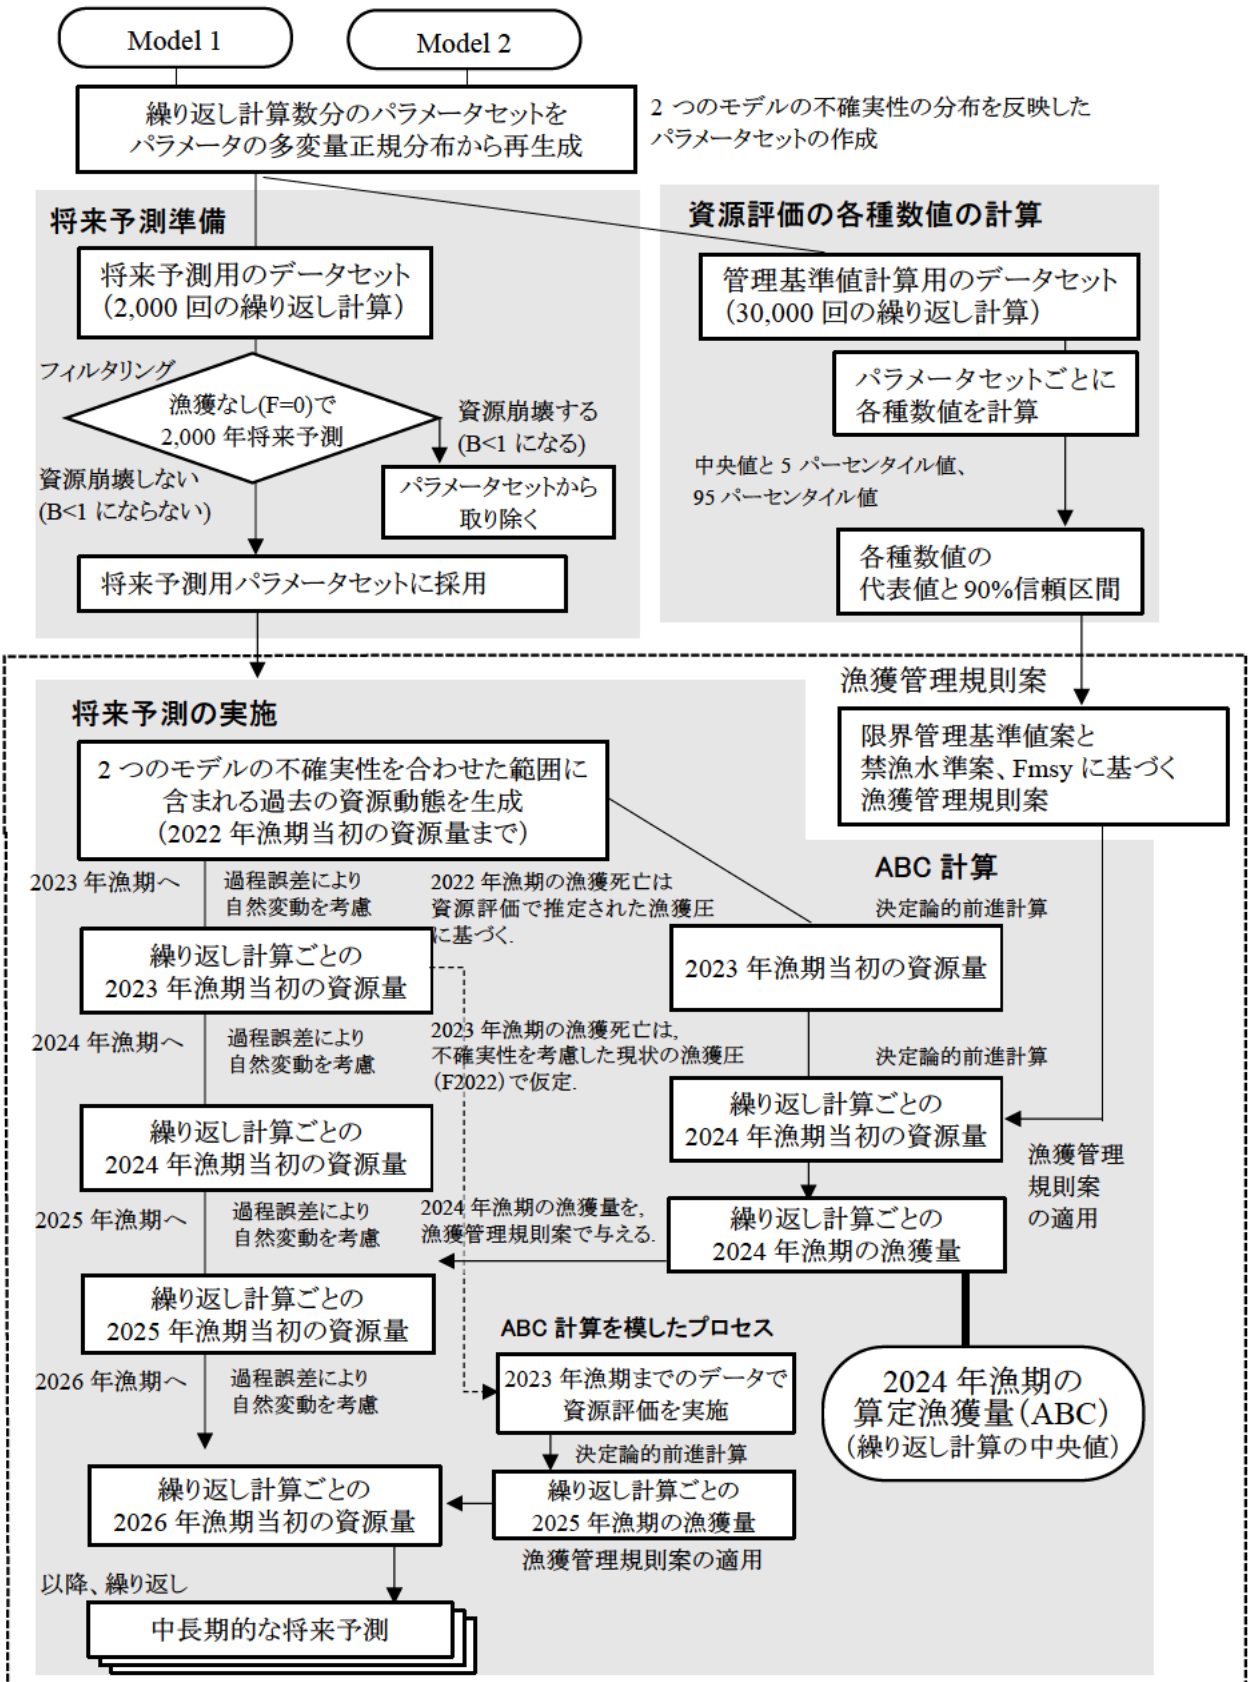 Model 1
Model 2
繰り返し計算数分のパラメータセットを
パラメータの多変量正規分布から再生成
2 つのモデルの不確実性の分布を反映した
パラメータセットの作成
将来予測準備
将来予測用のデータセット
（2,000 回の繰り返し計算）
フィルタリング
漁獲なし(F=0)で
2,000 年将来予測
資源崩壊する
(B<1 になる)
資源崩壊しない
(B<1 にならない)
パラメータセットから
取り除く
将来予測用パラメータセットに採用
資源評価の各種数値の計算
管理基準値計算用のデータセット
（30,000 回の繰り返し計算）
パラメータセットごとに
各種数値を計算
中央値と 5 パーセンタイル値、
95 パーセンタイル値
各種数値の
代表値と90%信頼区間
漁獲管理規則案
限界管理基準値案と
禁漁水準案、Fmsy に基づく
漁獲管理規則案
将来予測の実施
2 つのモデルの不確実性を合わせた範囲に
含まれる過去の資源動態を生成
（2022 年漁期当初の資源量まで）
2023 年漁期へ
過程誤差により
自然変動を考慮
2022 年漁期の漁獲死亡は
資源評価で推定された漁獲圧
に基づく.
ABC 計算
決定論的前進計算
繰り返し計算ごとの
2023 年漁期当初の資源量
2023 年漁期当初の資源量
2024 年漁期へ
過程誤差により
自然変動を考慮
2023 年漁期の漁獲死亡は,
不確実性を考慮した現状の漁獲圧
（F2022）で仮定.
決定論的前進計算
繰り返し計算ごとの
2024 年漁期当初の資源量
繰り返し計算ごとの
2024 年漁期当初の資源量
漁獲管理
規則案
の適用
2025 年漁期へ
過程誤差により
自然変動を考慮
2024 年漁期の漁獲量を,
漁獲管理規則案で与える.
繰り返し計算ごとの
2024 年漁期の漁獲量
繰り返し計算ごとの
2025 年漁期当初の資源量
ABC 計算を模したプロセス
2026 年漁期へ
過程誤差により
自然変動を考慮
2023 年漁期までのデータで
資源評価を実施
2024 年漁期の
算定漁獲量（ABC）
（繰り返し計算の中央値）
決定論的前進計算
繰り返し計算ごとの
2026 年漁期当初の資源量
繰り返し計算ごとの
2025 年漁期の漁獲量
漁獲管理規則案の適用
以降、繰り返し
中長期的な将来予測